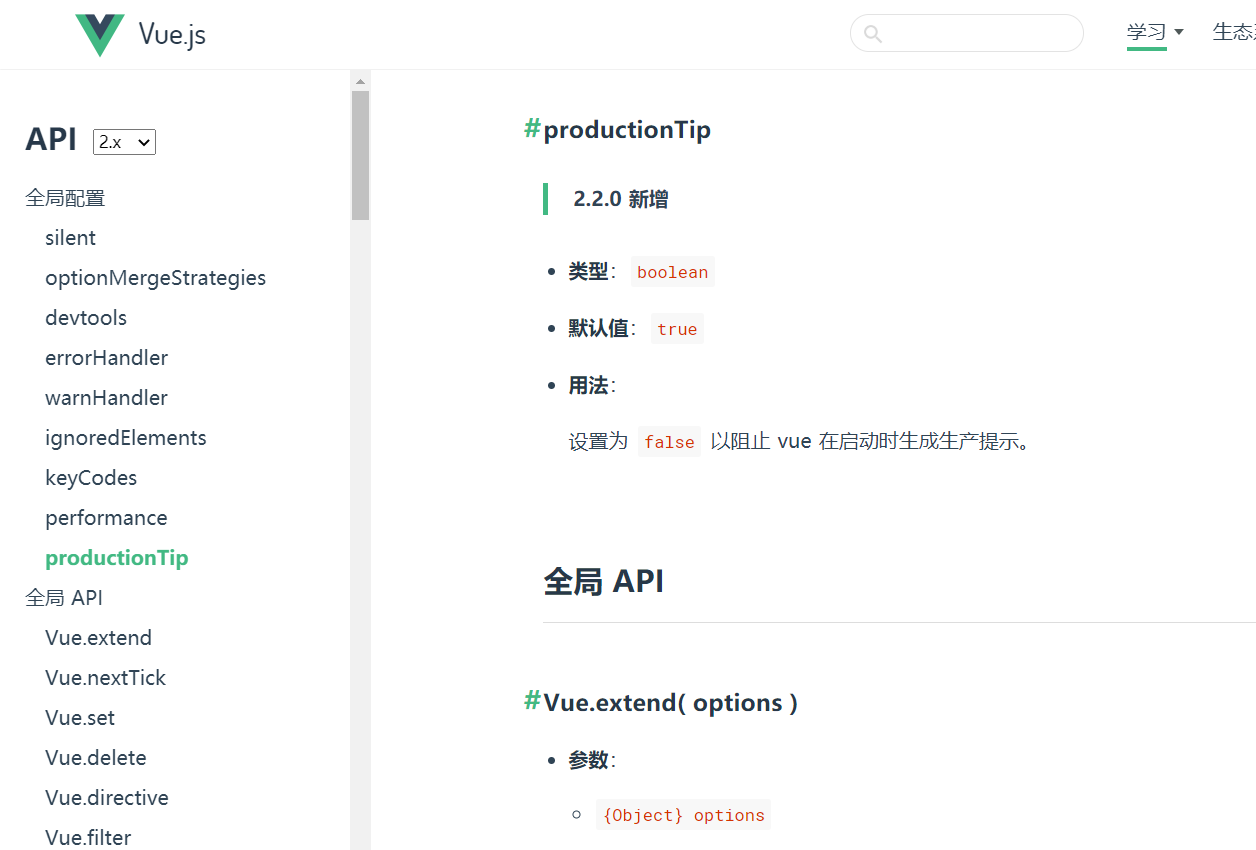 Vue.js
学习
生态
API 2.x
全局配置
silent
optionMergeStrategies
devtools
errorHandler
warnHandler
ignoredElements
keyCodes
performance
productionTip
全局 API
Vue.extend
Vue.nextTick
Vue.set
Vue.delete
Vue.directive
Vue.filter
#productionTip
2.2.0 新增
类型： boolean
默认值： true
用法：
设置为 false 以阻止 vue 在启动时生成生产提示。
全局 API
#Vue.extend( options )
参数：
{Object} options